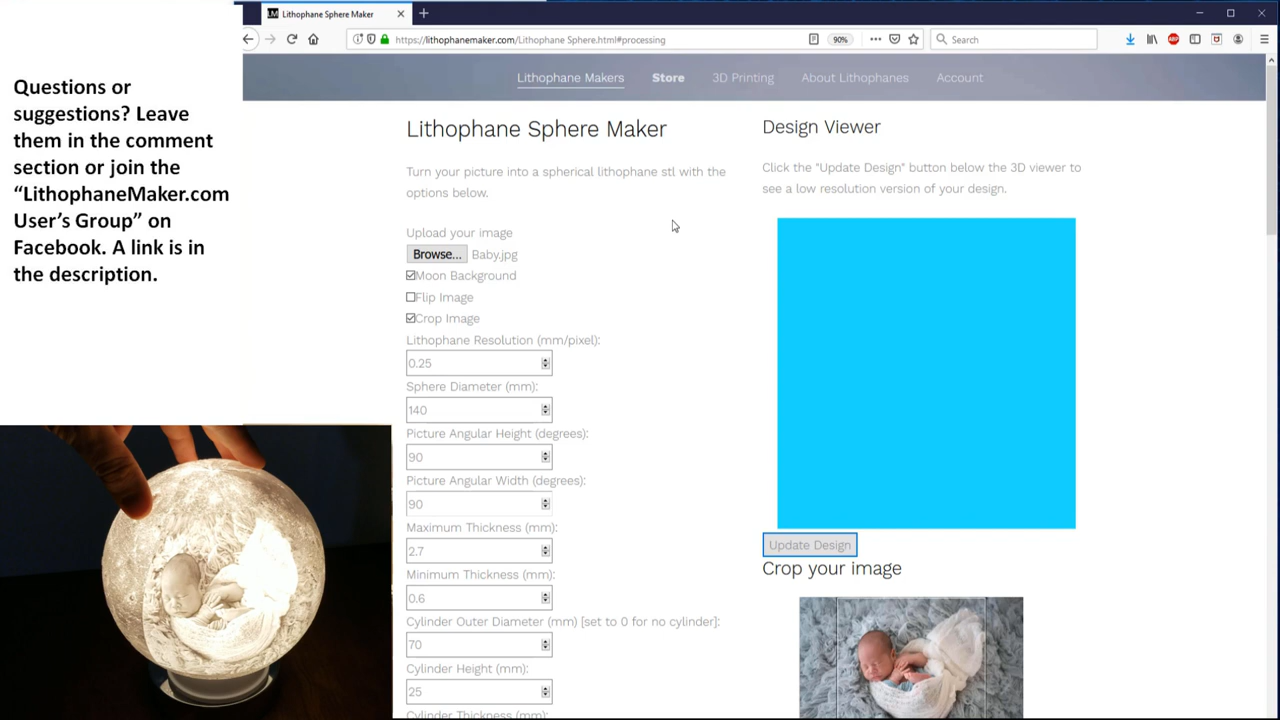 Questions or
suggestions? Leave
them in the comment
section or join the
“LithophaneMaker.com
User’s Group” on
Facebook. A link is in
the description.
LM Lithophane Sphere Maker
https://lithophanemaker.com/Lithophane Sphere.html#processing
90%
Search
ABP
Lithophane Makers
Store
3D Printing
About Lithophanes
Account
Lithophane Sphere Maker
Turn your picture into a spherical lithophane stl with the
options below.
Upload your image
Browse... Baby.jpg
Moon Background
Flip Image
Crop Image
Lithophane Resolution (mm/pixel):
0.25
Sphere Diameter (mm):
140
Picture Angular Height (degrees):
90
Picture Angular Width (degrees):
90
Maximum Thickness (mm):
2.7
Minimum Thickness (mm):
0.6
Cylinder Outer Diameter (mm) [set to 0 for no cylinder]:
70
Cylinder Height (mm):
25
Cylinder Thickness (mm):
Design Viewer
Click the "Update Design" button below the 3D viewer to
see a low resolution version of your design.
Update Design
Crop your image